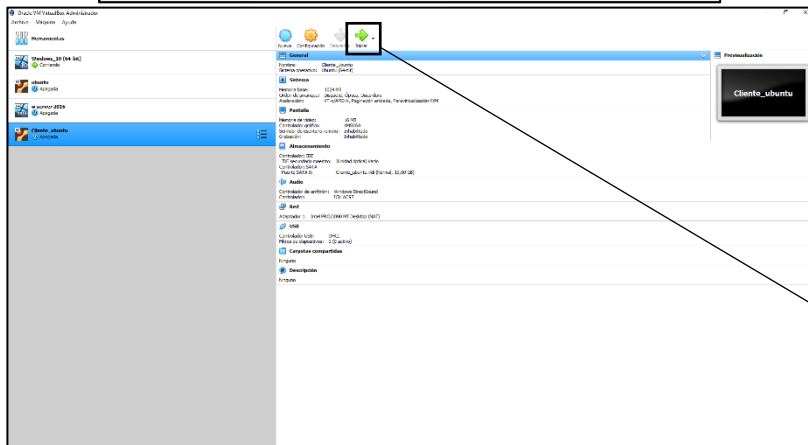 Oracle VM VirtualBox Administrador
Archivo Máquina Ayuda
Herramientas
Nueva Configuración Descartar Iniciar
Windows_10 (64 bit)
Corriendo
ubuntu
Apagada
w server 2016
Apagada
Cliente_ubuntu
Apagada
General
Nombre: Cliente_ubuntu
Sistema operativo: Ubuntu (64-bit)
Sistema
Memoria base: 1024 MB
Orden de arranque: Disquete, Óptica, Disco duro
Aceleración: VT-x/AMD-V, Paginación anidada, Paravirtualización KVM
Pantalla
Memoria de vídeo: 16 MB
Controlador gráfico: VMSVGA
Servidor de escritorio remoto: Inhabilitado
Grabación: Inhabilitado
Almacenamiento
Controlador: IDE
IDE secundario maestro: [Unidad óptica] Vacío
Controlador: SATA
Puerto SATA 0: Cliente_ubuntu.vdi (Normal, 10,00 GB)
Audio
Controlador de anfitrión: Windows DirectSound
Controlador: ICH AC97
Red
Adaptador 1: Intel PRO/1000 MT Desktop (NAT)
USB
Controlador USB: OHCI
Filtros de dispositivos: 0 (0 activo)
Carpetas compartidas
Ninguno
Descripción
Ninguno
Previsualización
Cliente_ubuntu